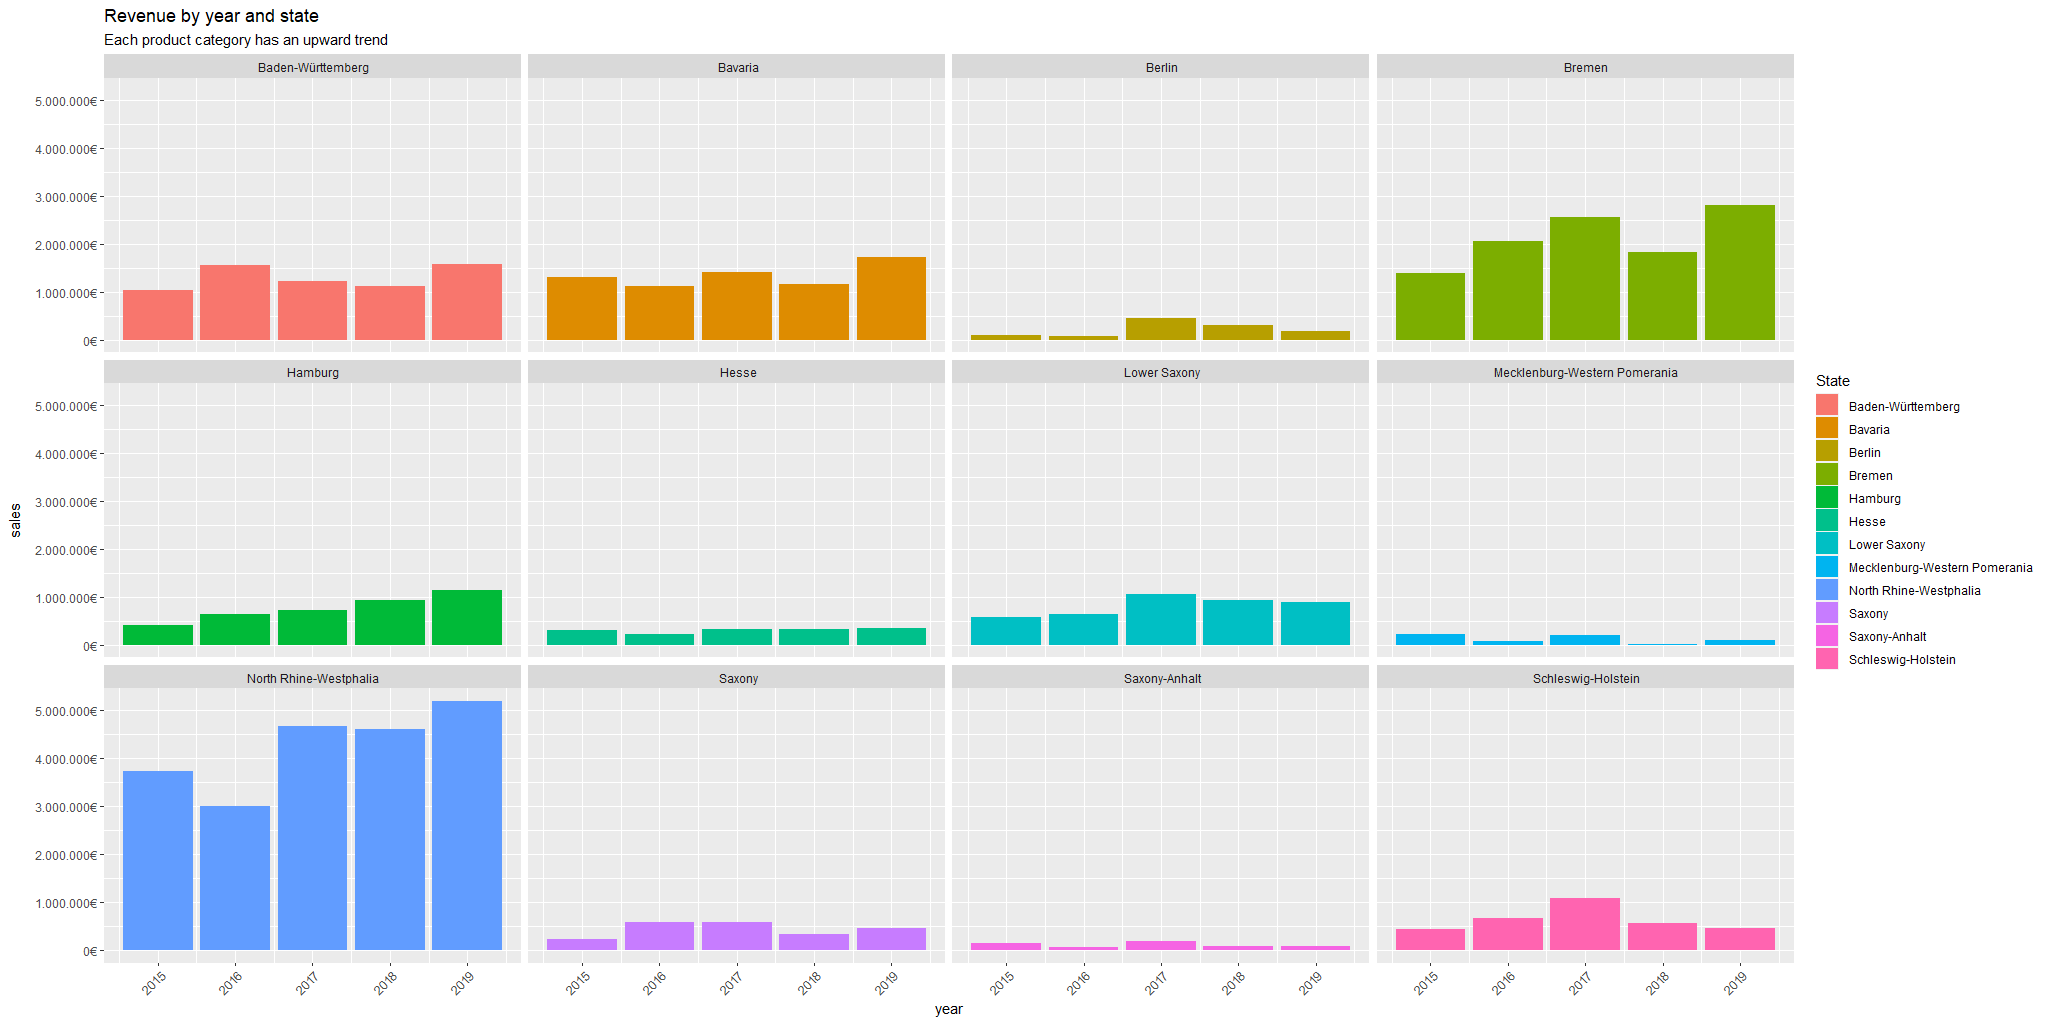 Revenue by year and state
Each product category has an upward trend
Baden-Württemberg
Bavaria
Berlin
Bremen
5.000.000€
4.000.000€
3.000.000€
2.000.000€
1.000.000€
0€
Hamburg
Hesse
Lower Saxony
Mecklenburg-Western Pomerania
5.000.000€
4.000.000€
3.000.000€
2.000.000€
1.000.000€
0€
North Rhine-Westphalia
Saxony
Saxony-Anhalt
Schleswig-Holstein
5.000.000€
4.000.000€
3.000.000€
2.000.000€
1.000.000€
0€
2015 2016 2017 2018 2019
2015 2016 2017 2018 2019
2015 2016 2017 2018 2019
2015 2016 2017 2018 2019
year
sales
State
Baden-Württemberg
Bavaria
Berlin
Bremen
Hamburg
Hesse
Lower Saxony
Mecklenburg-Western Pomerania
North Rhine-Westphalia
Saxony
Saxony-Anhalt
Schleswig-Holstein